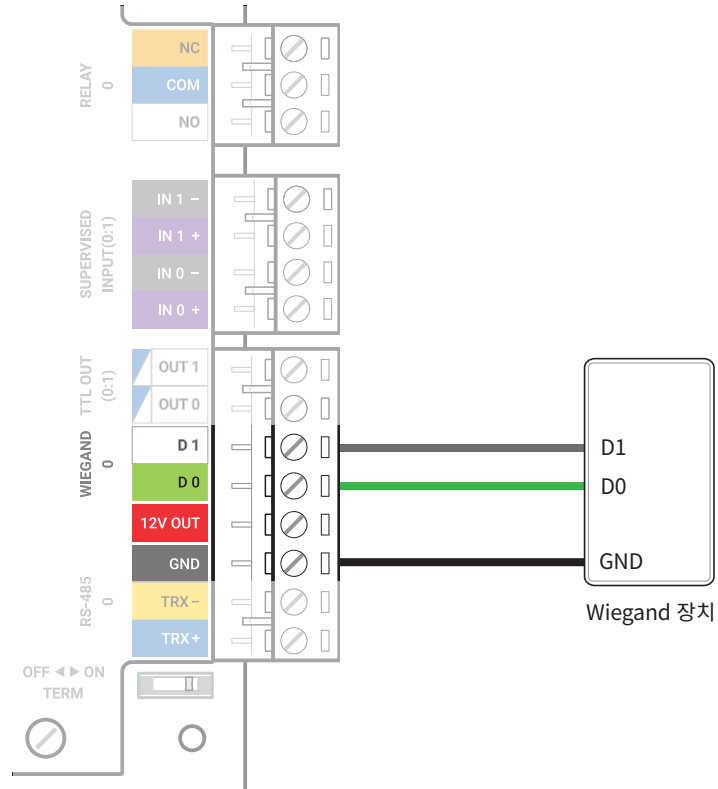 RELAY
0
NC
COM
NO
SUPERVISED
INPUT(0:1)
IN 1 –
IN 1 +
IN 0 –
IN 0 +
TTL OUT
(0:1)
OUT 1
OUT 0
WIEGAND
0
D 1
D 0
12V OUT
GND
RS-485
0
TRX –
TRX +
OFF ◀ ▶ ON
TERM
D1
D0
GND
Wiegand 장치